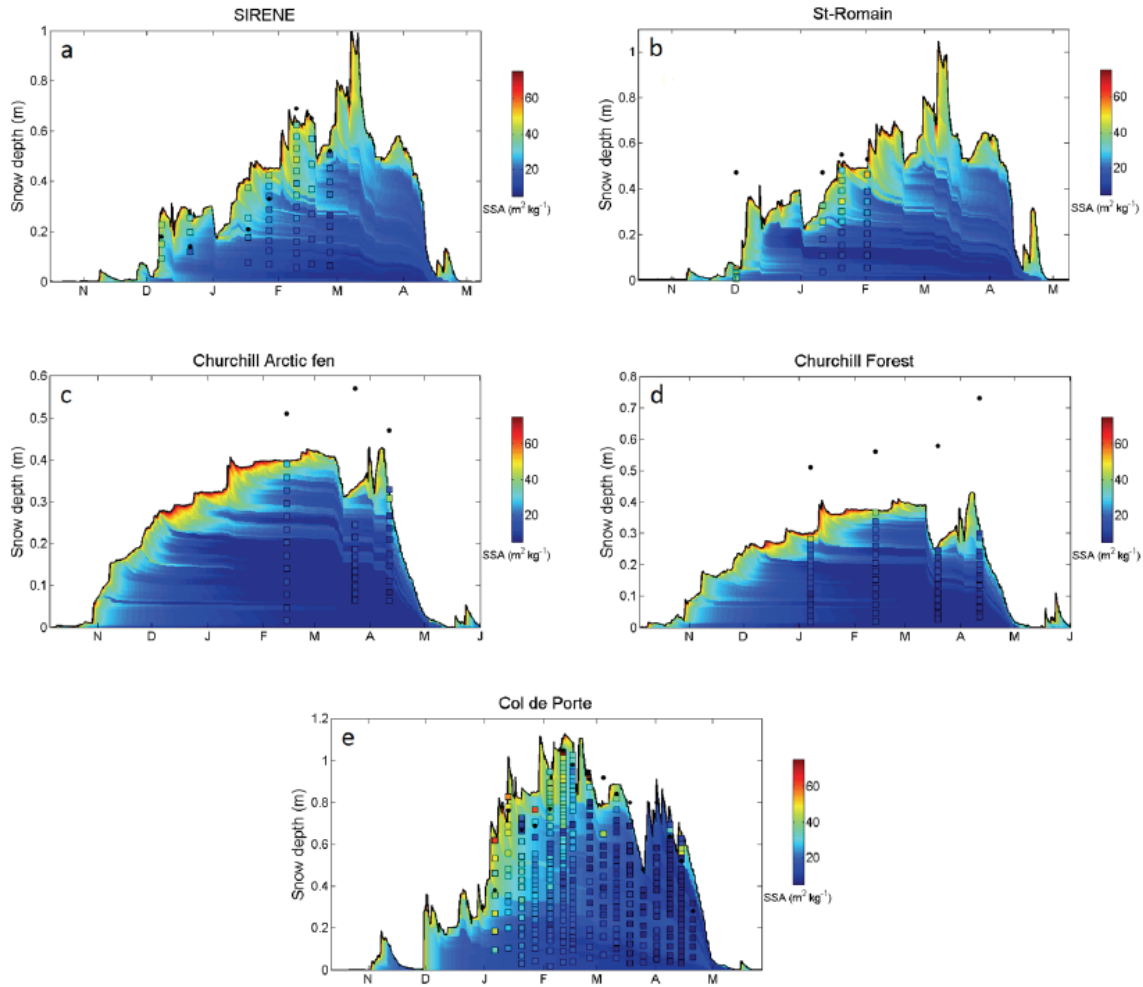 SIRENE
a
1
0.8
0.6
0.4
0.2
0
Snow depth (m)
N D J F M A M
60
40
20
SSA (m² kg⁻¹)
St-Romain
b
1
0.8
0.6
0.4
0.2
0
Snow depth (m)
N D J F M A M
60
40
20
SSA (m² kg⁻¹)
Churchill Arctic fen
c
0.6
0.5
0.4
0.3
0.2
0.1
0
Snow depth (m)
N D J F M A M J
60
40
20
SSA (m² kg⁻¹)
Churchill Forest
d
0.8
0.7
0.6
0.5
0.4
0.3
0.2
0.1
0
Snow depth (m)
N D J F M A M J
60
40
20
SSA (m² kg⁻¹)
Col de Porte
e
1.2
1
0.8
0.6
0.4
0.2
0
Snow depth (m)
N D J F M A M
60
40
20
SSA (m² kg⁻¹)